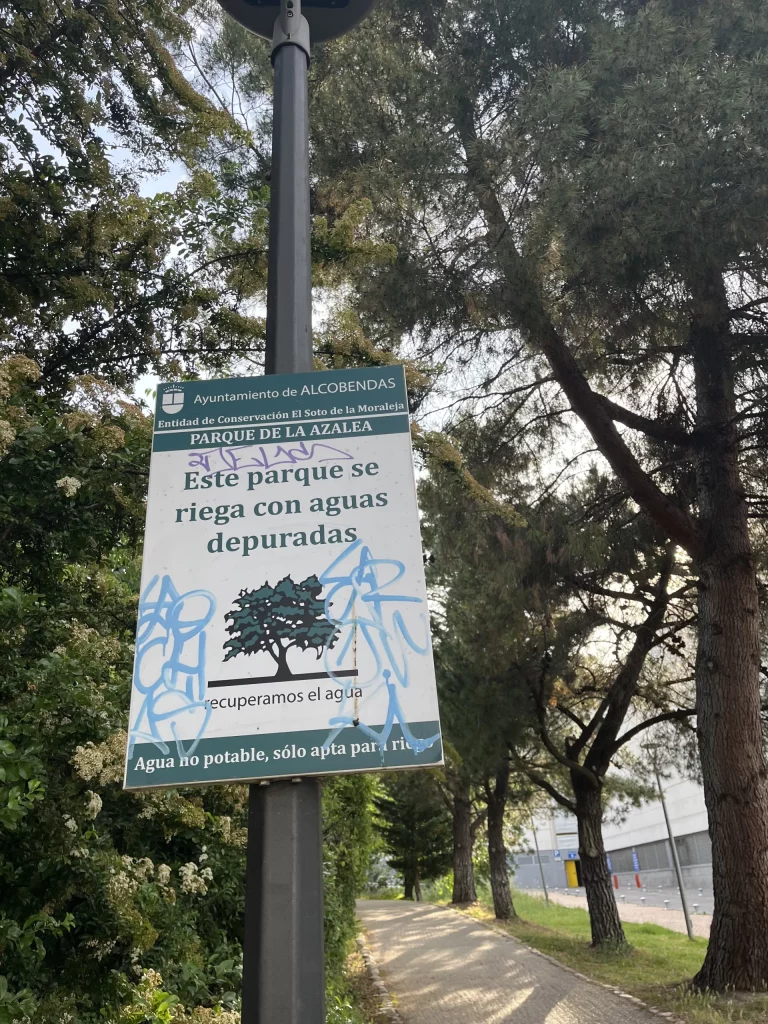 Ayuntamiento de ALCOBENDAS
Entidad de Conservación El Soto de la Moraleja
PARQUE DE LA AZALEA
Este parque se
riega con aguas
depuradas
recuperamos el agua
Agua no potable, sólo apta para riego